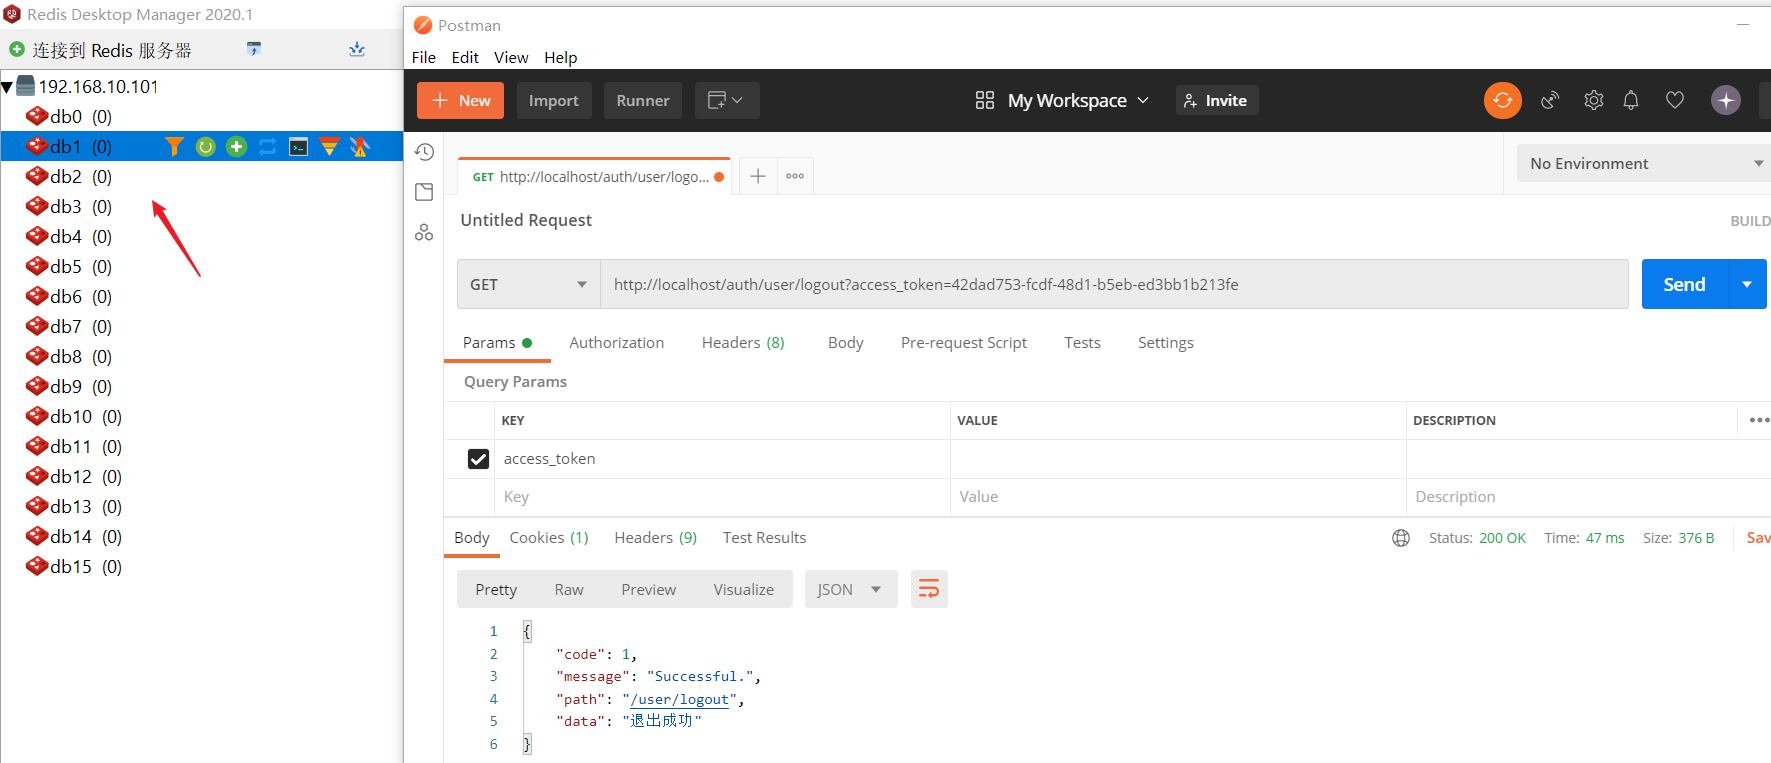 Redis Desktop Manager 2020.1
连接到 Redis 服务器
192.168.10.101
db0 (0)
db1 (0)
db2 (0)
db3 (0)
db4 (0)
db5 (0)
db6 (0)
db7 (0)
db8 (0)
db9 (0)
db10 (0)
db11 (0)
db12 (0)
db13 (0)
db14 (0)
db15 (0)
Postman
File Edit View Help
New Import Runner My Workspace Invite
GET http://localhost/auth/user/logo... No Environment
Untitled Request BUILD
GET http://localhost/auth/user/logout?access_token=42dad753-fcdf-48d1-b5eb-ed3bb1b213fe Send
Params Authorization Headers (8) Body Pre-request Script Tests Settings
Query Params
KEY VALUE DESCRIPTION
access_token
Key Value Description
Body Cookies (1) Headers (9) Test Results Status: 200 OK Time: 47 ms Size: 376 B Sav
Pretty Raw Preview Visualize JSON
1 {
2 "code": 1,
3 "message": "Successful.",
4 "path": "/user/logout",
5 "data": "退出成功"
6 }